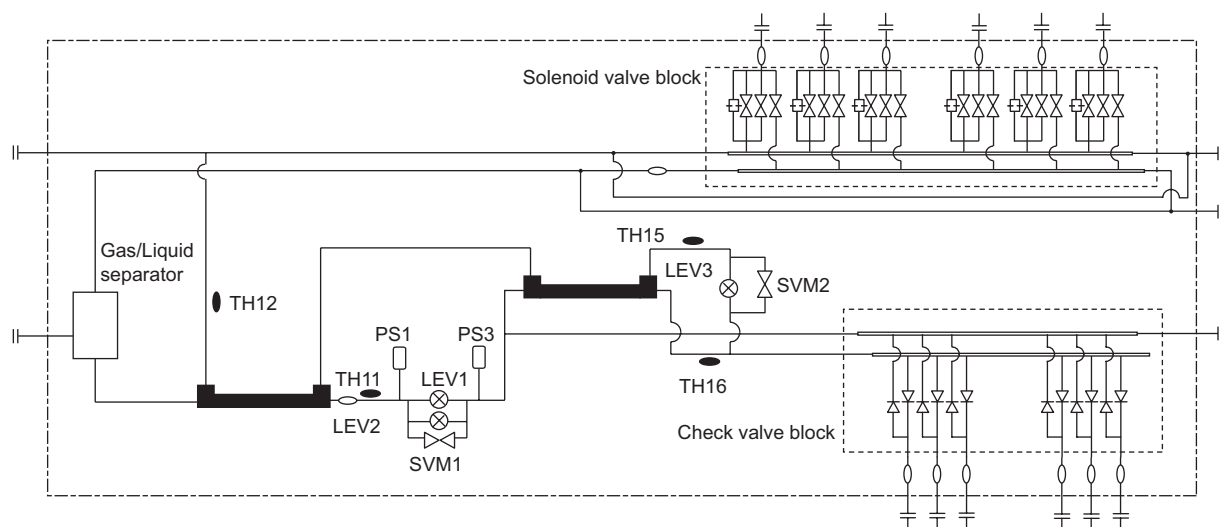 Solenoid valve block
Gas/Liquid
separator
TH15
LEV3
SVM2
TH12
PS1
PS3
TH11
LEV1
TH16
LEV2
SVM1
Check valve block